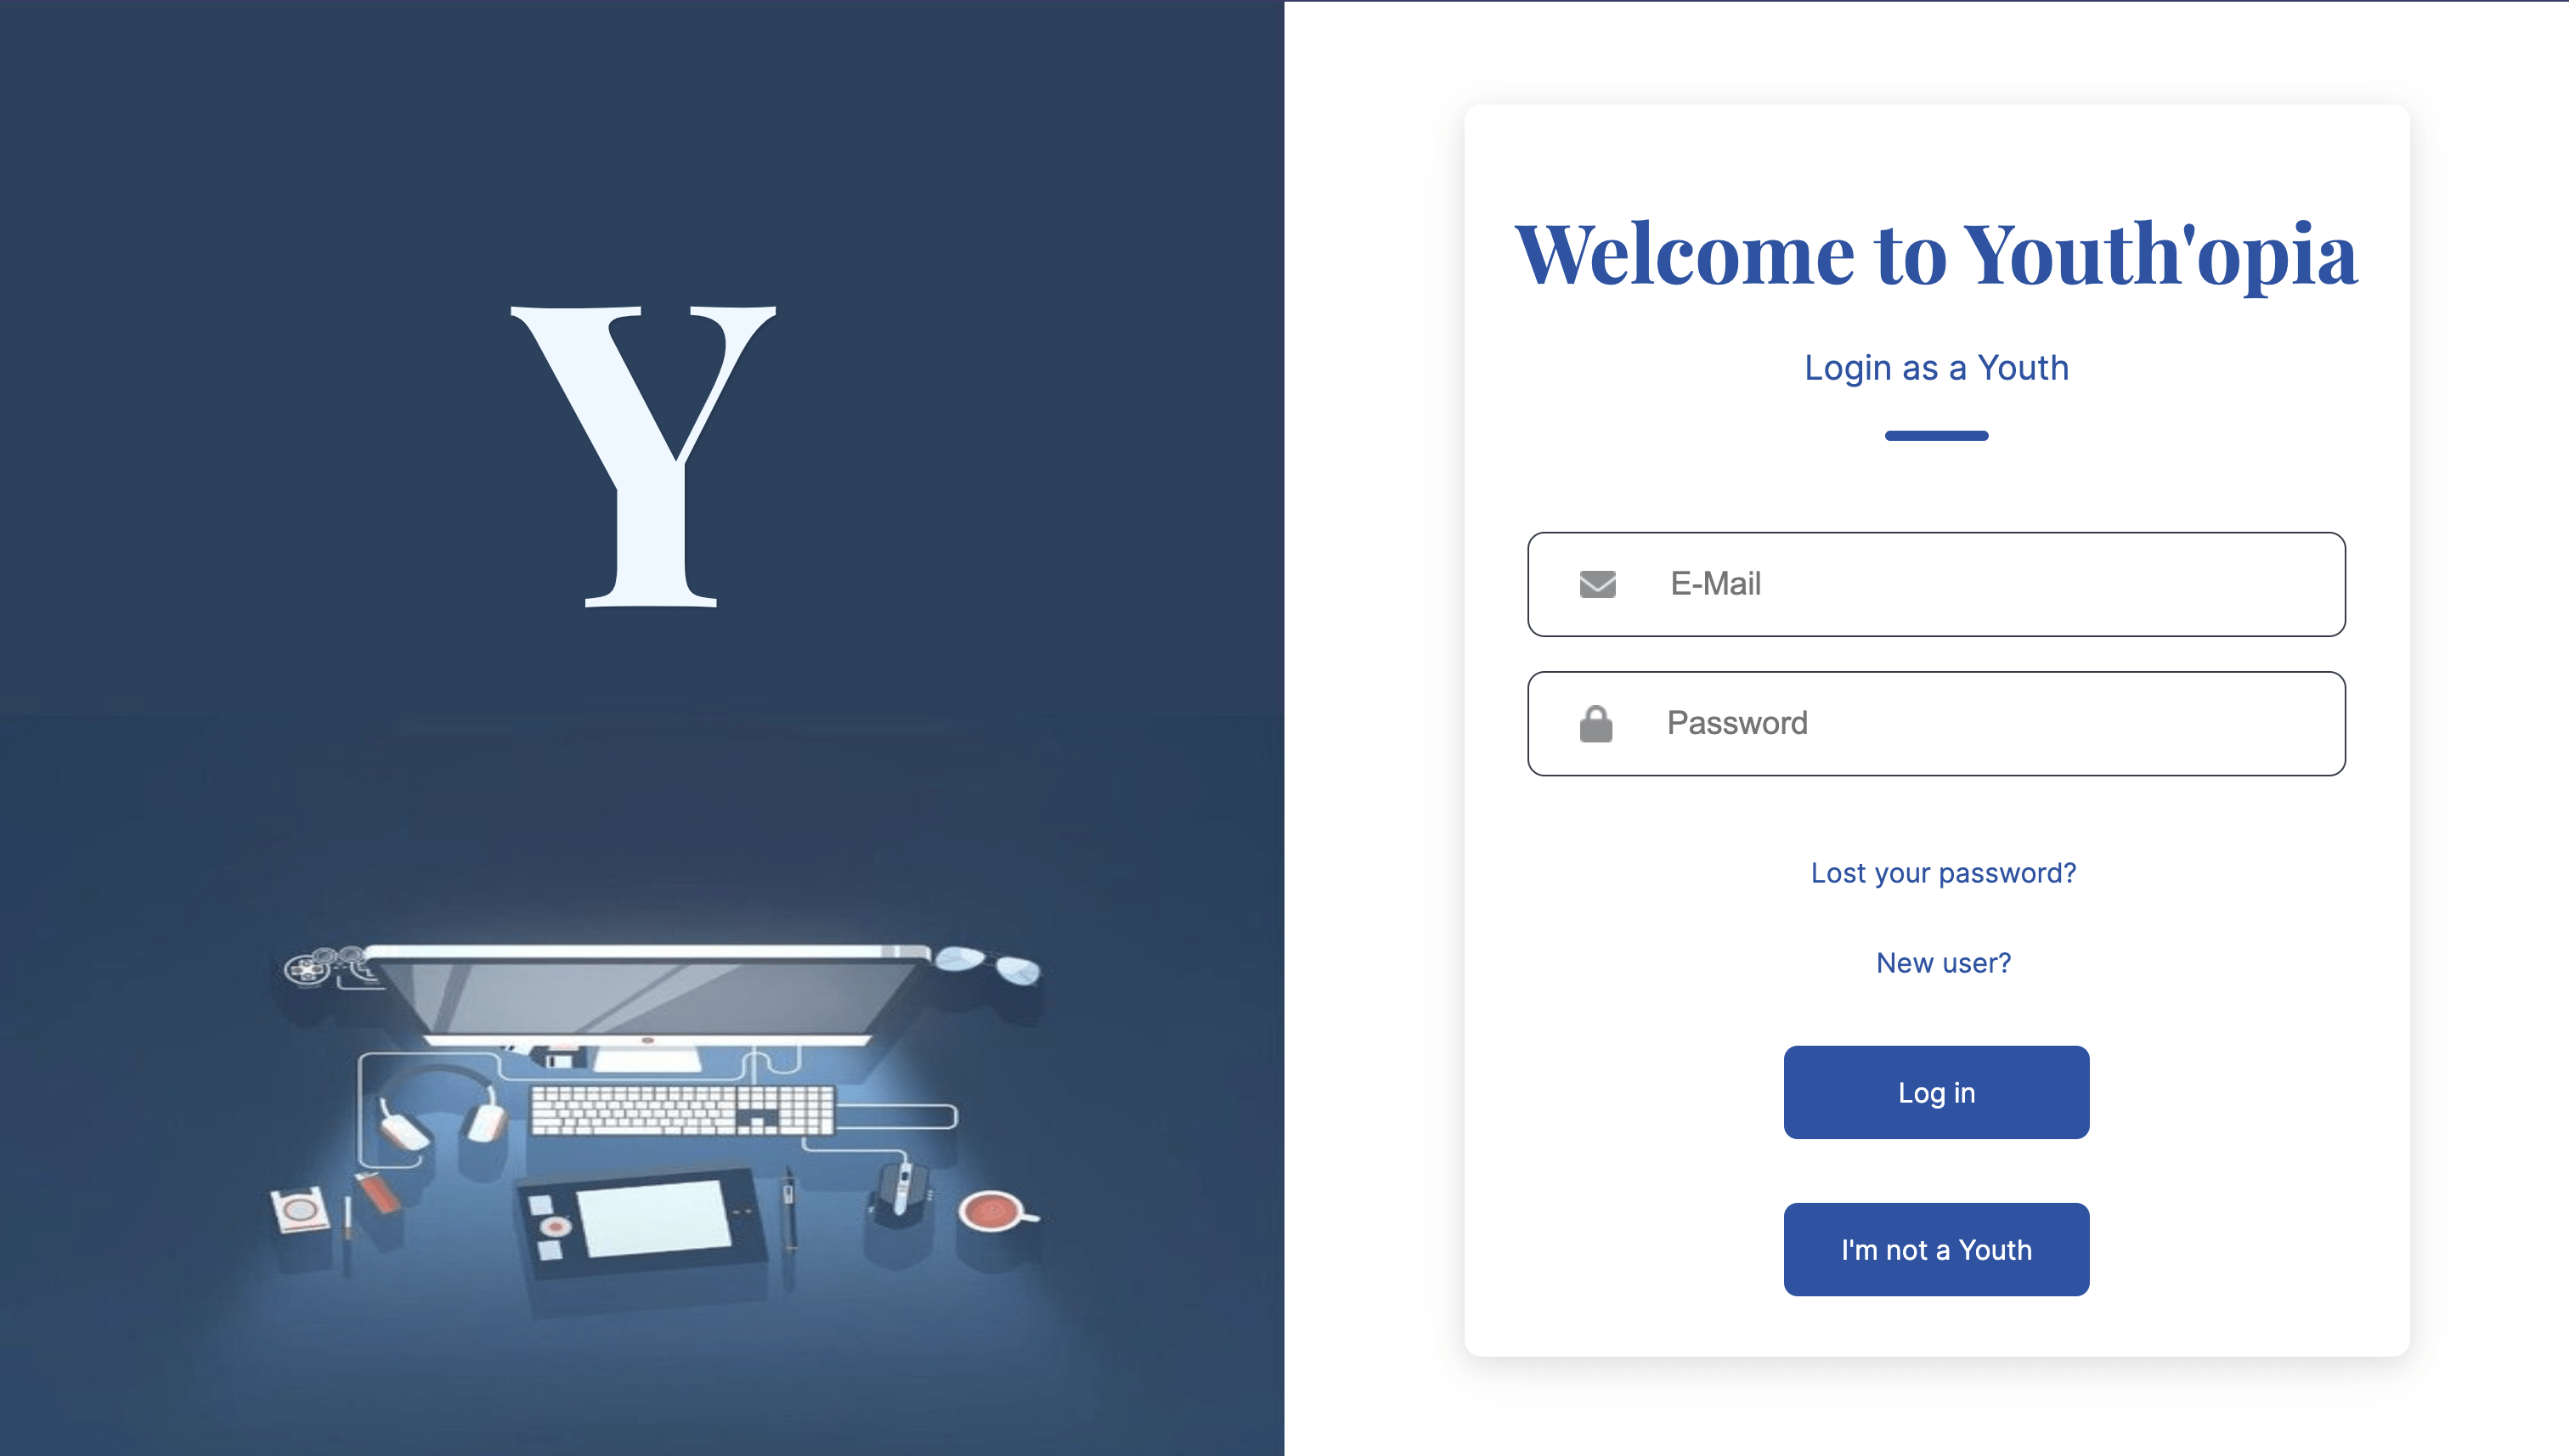 Y
Welcome to Youth'opia
Login as a Youth
E-Mail
Password
Lost your password?
New user?
Log in
I'm not a Youth